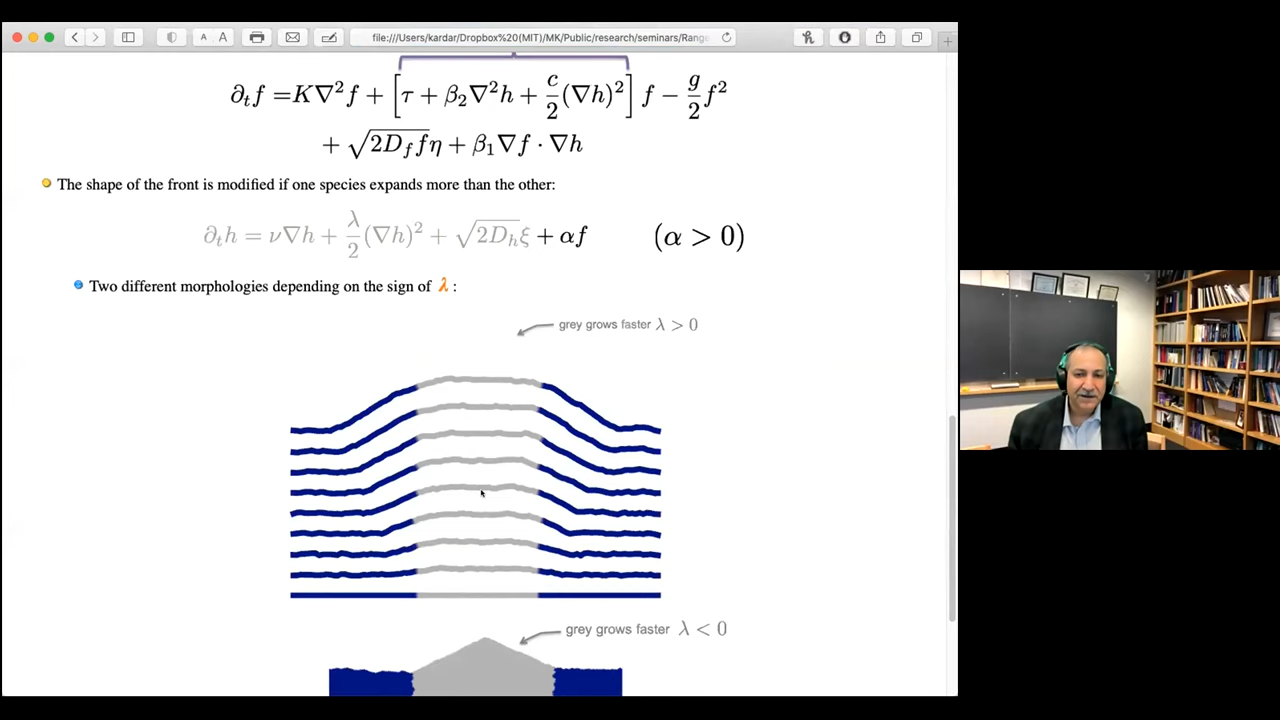 A A
file:///Users/kardar/Dropbox%20(MIT)/MK/Public/research/seminars/Rang
∂ₜf =K∇²f + [τ + β₂∇²h + c/2(∇h)²] f − g/2 f²
+ √2D_f f η + β₁∇f · ∇h
The shape of the front is modified if one species expands more than the other:
∂ₜh = ν∇h + λ/2(∇h)² + √2D_h ξ + αf (α > 0)
Two different morphologies depending on the sign of λ :
grey grows faster λ > 0
grey grows faster λ < 0